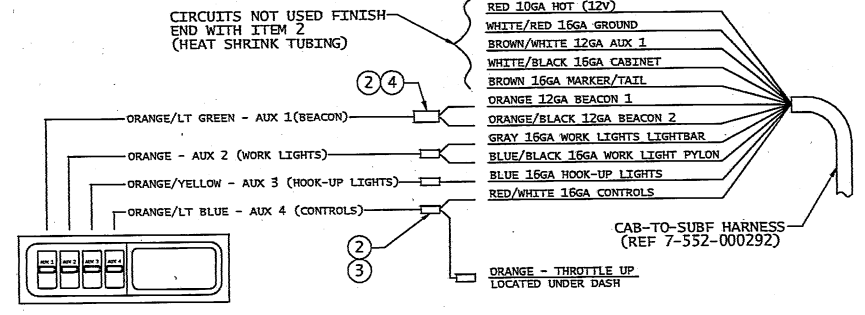 CIRCUITS NOT USED FINISH
END WITH ITEM 2
(HEAT SHRINK TUBING)
RED 10GA HOT (12V)
WHITE/RED 16GA GROUND
BROWN/WHITE 12GA AUX 1
WHITE/BLACK 16GA CABINET
BROWN 16GA MARKER/TAIL
2 4
ORANGE 12GA BEACON 1
ORANGE/LT GREEN - AUX 1(BEACON)
ORANGE/BLACK 12GA BEACON 2
GRAY 16GA WORK LIGHTS LIGHTBAR
ORANGE - AUX 2 (WORK LIGHTS)
BLUE/BLACK 16GA WORK LIGHT PYLON
ORANGE/YELLOW - AUX 3 (HOOK-UP LIGHTS)
BLUE 16GA HOOK-UP LIGHTS
RED/WHITE 16GA CONTROLS
ORANGE/LT BLUE - AUX 4 (CONTROLS)
CAB-TO-SUBF HARNESS
(REF 7-552-000292)
2
3
AUX 1 AUX 2 AUX 3 AUX 4
ORANGE - THROTTLE UP
LOCATED UNDER DASH